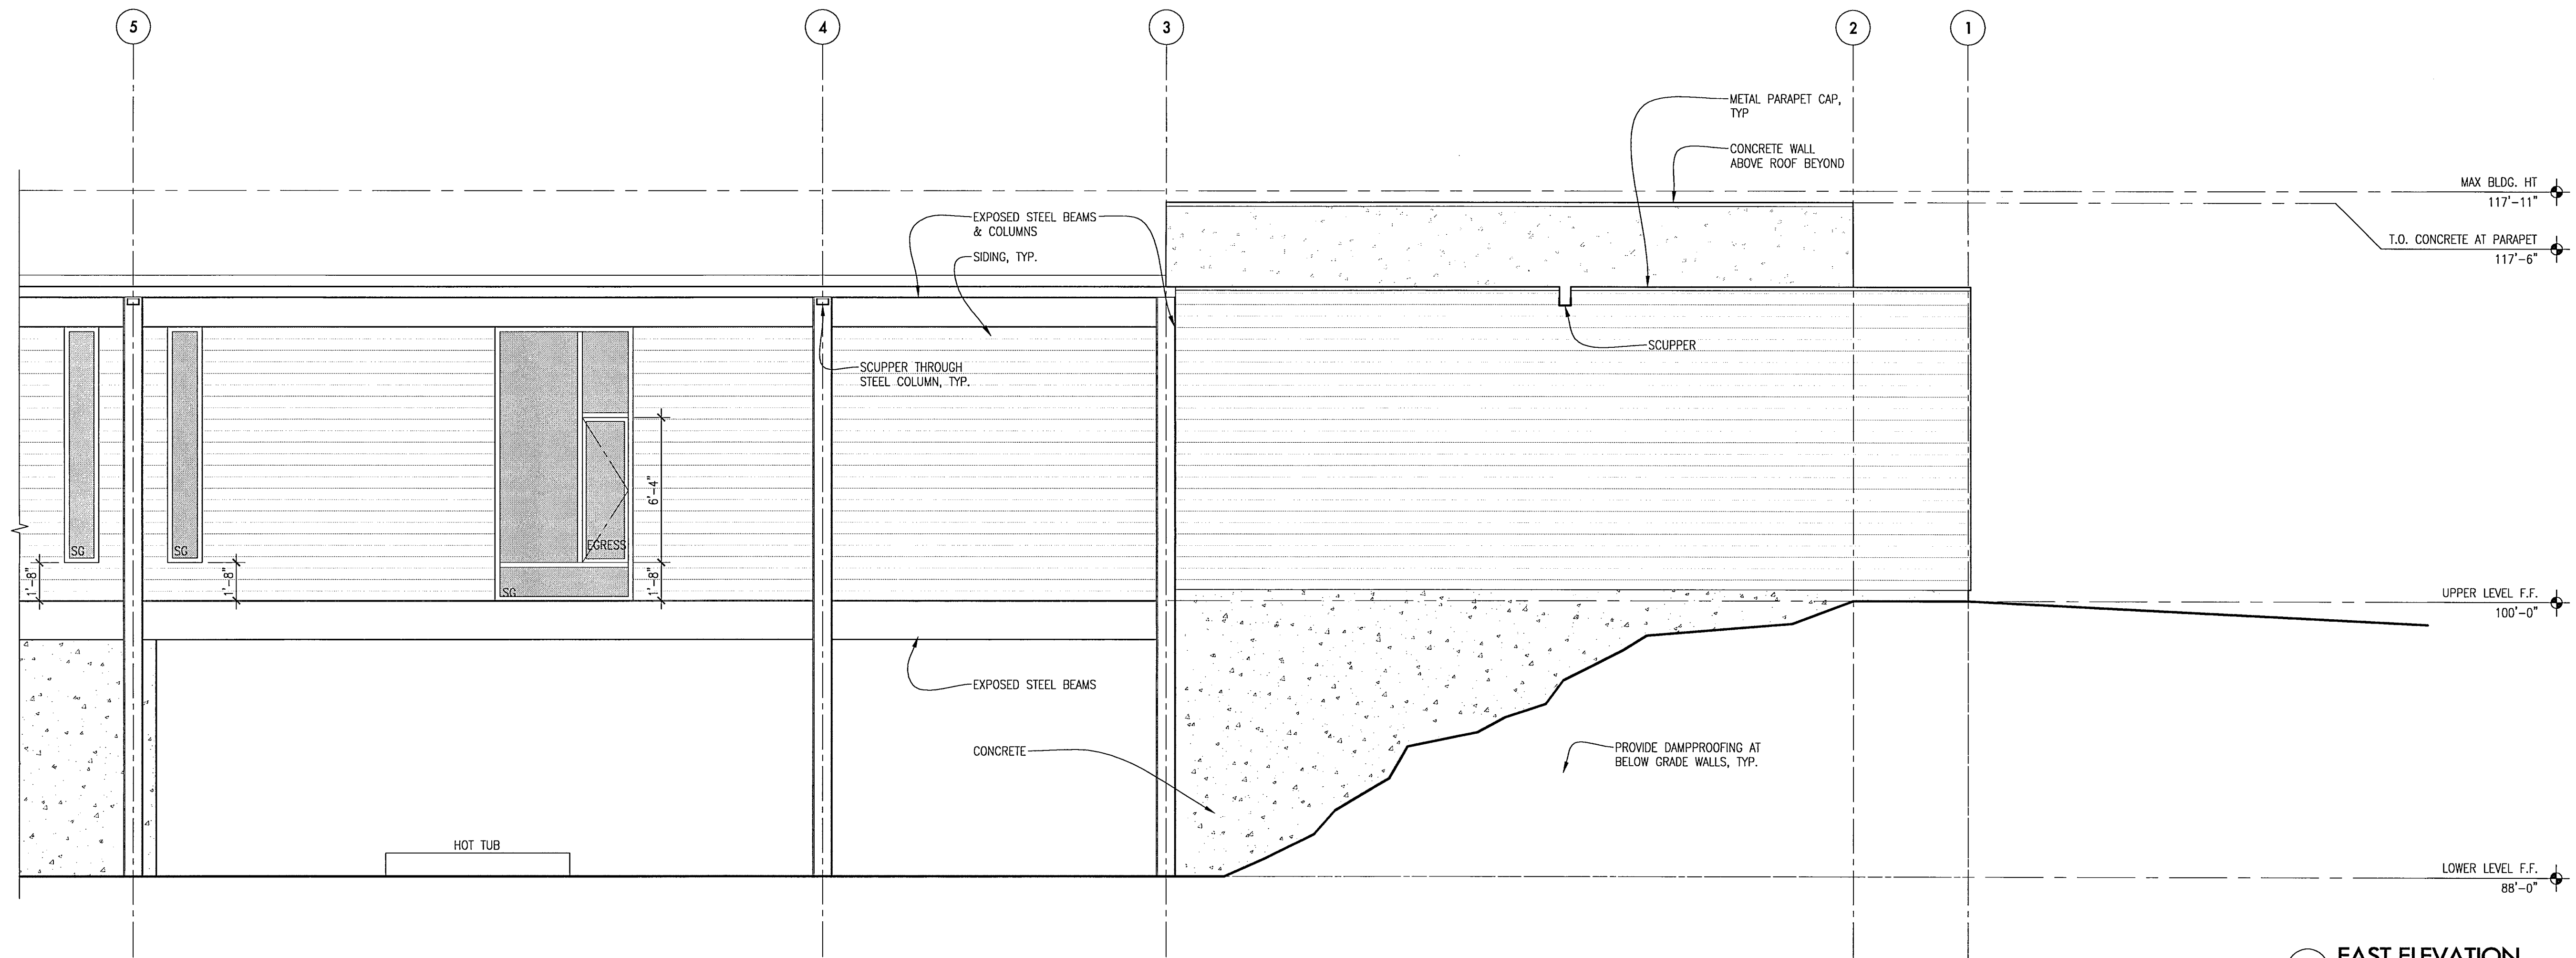 5
4
3
2
1
METAL PARAPET CAP,
TYP
CONCRETE WALL
ABOVE ROOF BEYOND
MAX BLDG. HT
117'-11"
EXPOSED STEEL BEAMS
& COLUMNS
T.O. CONCRETE AT PARAPET
117'-6"
SIDING, TYP.
SCUPPER
SCUPPER THROUGH
STEEL COLUMN, TYP.
6'-4"
SG
SG
EGRESS
1'-8"
1'-8"
SG
1'-8"
UPPER LEVEL F.F.
100'-0"
EXPOSED STEEL BEAMS
CONCRETE
PROVIDE DAMPPROOFING AT
BELOW GRADE WALLS, TYP.
HOT TUB
LOWER LEVEL F.F.
88'-0"
EAST ELEVATION